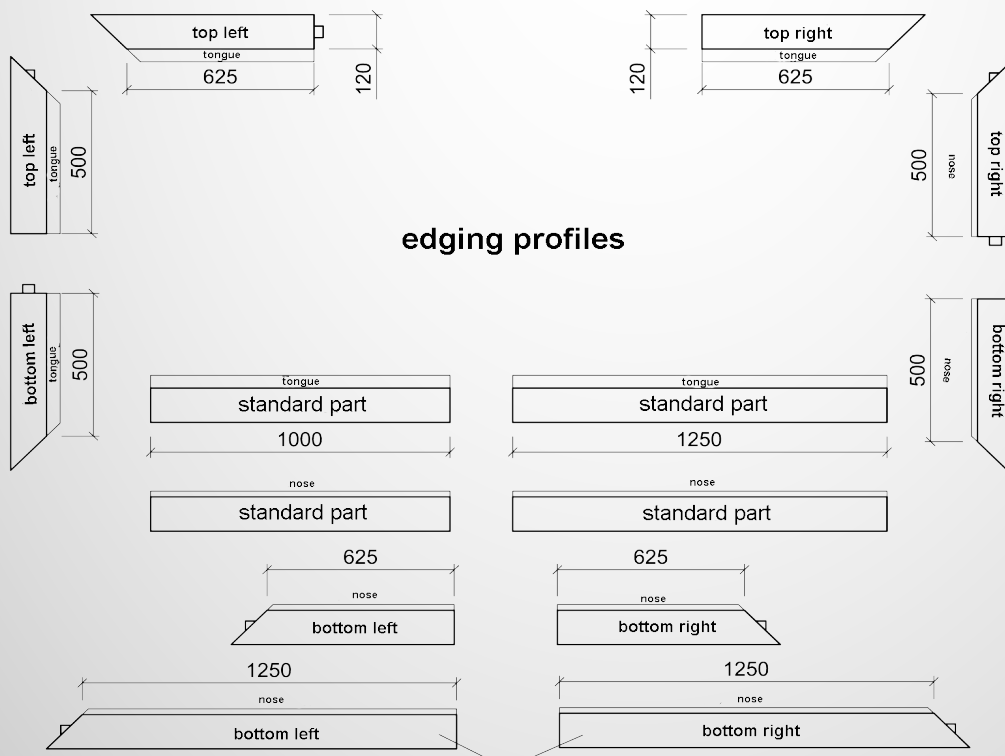 top left
tongue
625
120
top right
tongue
625
120
top left
tongue
500
top right
nose
500
edging profiles
bottom left
tongue
500
bottom right
nose
500
tongue
standard part
1000
tongue
standard part
1250
nose
standard part
nose
standard part
625
nose
bottom left
625
nose
bottom right
1250
nose
bottom left
1250
nose
bottom right